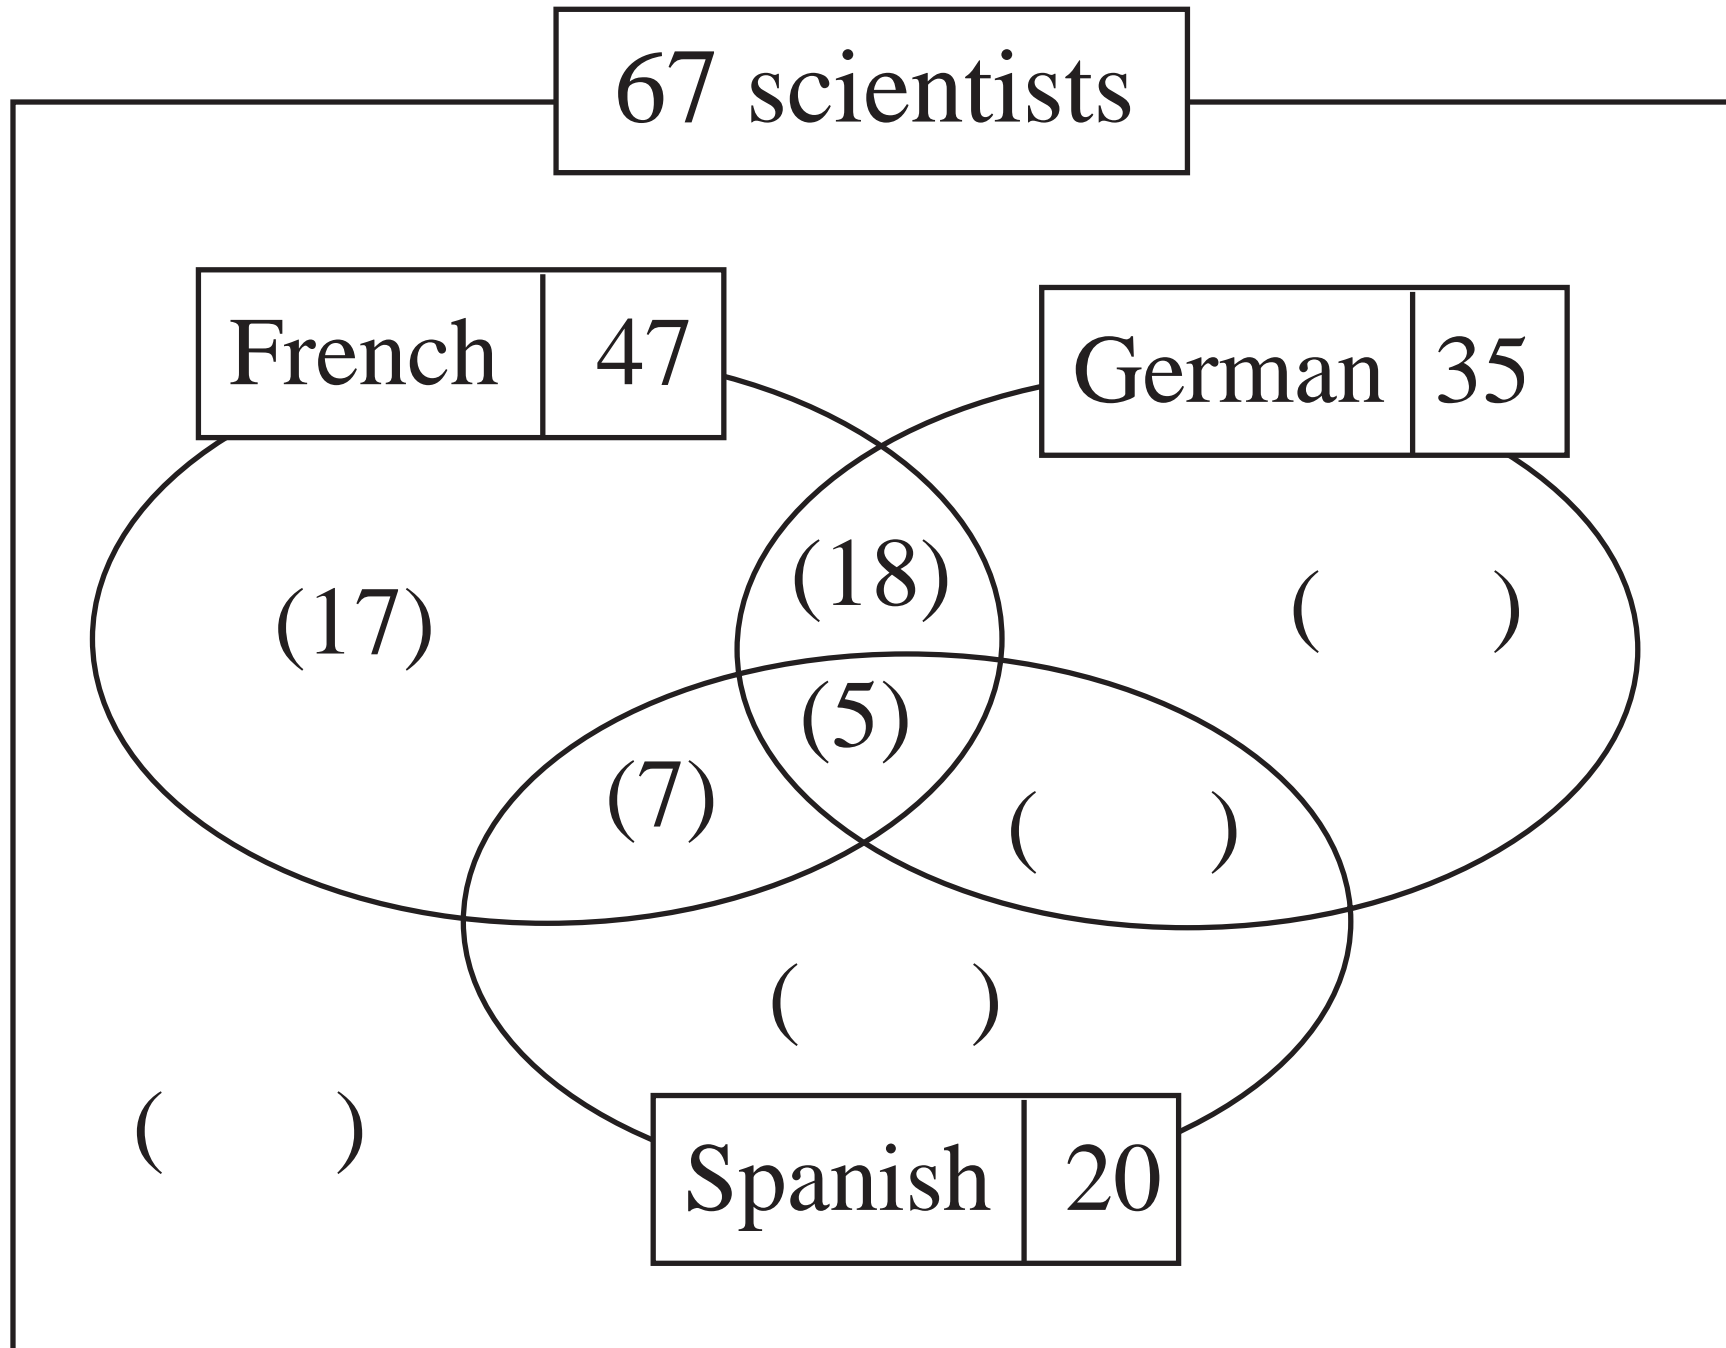 67 scientists
French 47
German 35
(18)
( )
(17)
(5)
(7)
( )
( )
( )
Spanish 20